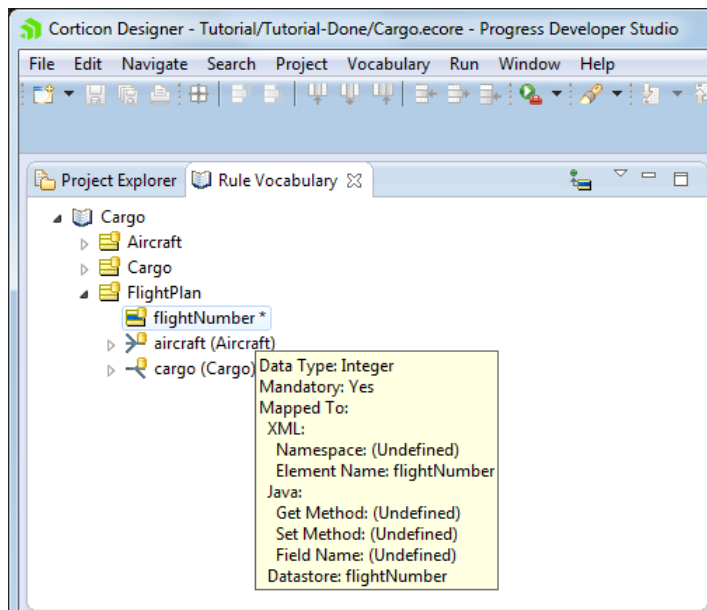 Corticon Designer - Tutorial/Tutorial-Done/Cargo.ecore - Progress Developer Studio
File Edit Navigate Search Project Vocabulary Run Window Help
Project Explorer Rule Vocabulary
Cargo
Aircraft
Cargo
FlightPlan
flightNumber *
aircraft (Aircraft)
cargo (Cargo)
Data Type: Integer
Mandatory: Yes
Mapped To:
XML:
Namespace: (Undefined)
Element Name: flightNumber
Java:
Get Method: (Undefined)
Set Method: (Undefined)
Field Name: (Undefined)
Datastore: flightNumber